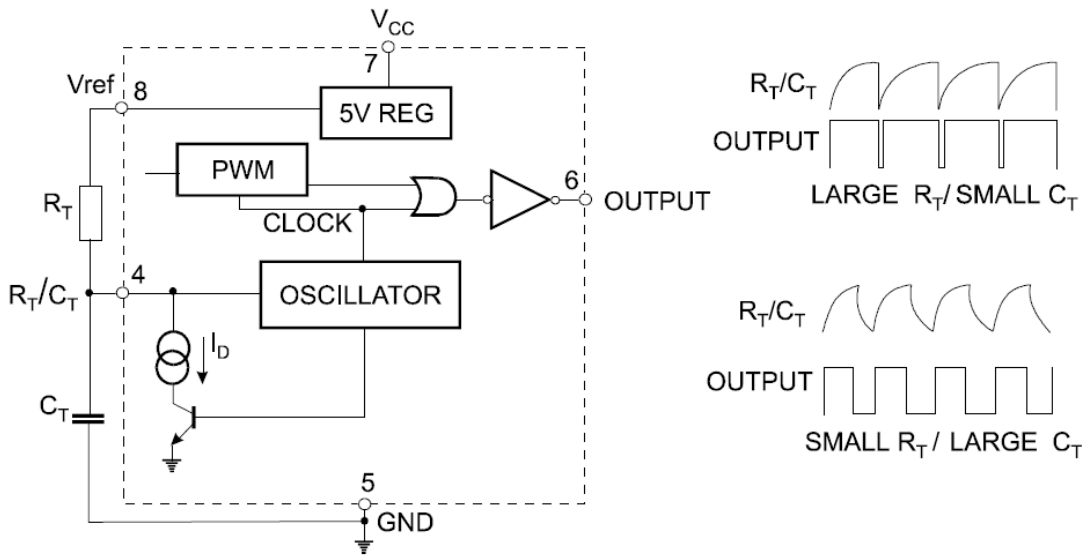 V_CC
7
Vref
8
5V REG
PWM
6
OUTPUT
R_T
CLOCK
4
R_T/C_T
OSCILLATOR
I_D
C_T
5
GND
R_T/C_T
OUTPUT
LARGE R_T/ SMALL C_T
R_T/C_T
OUTPUT
SMALL R_T / LARGE C_T